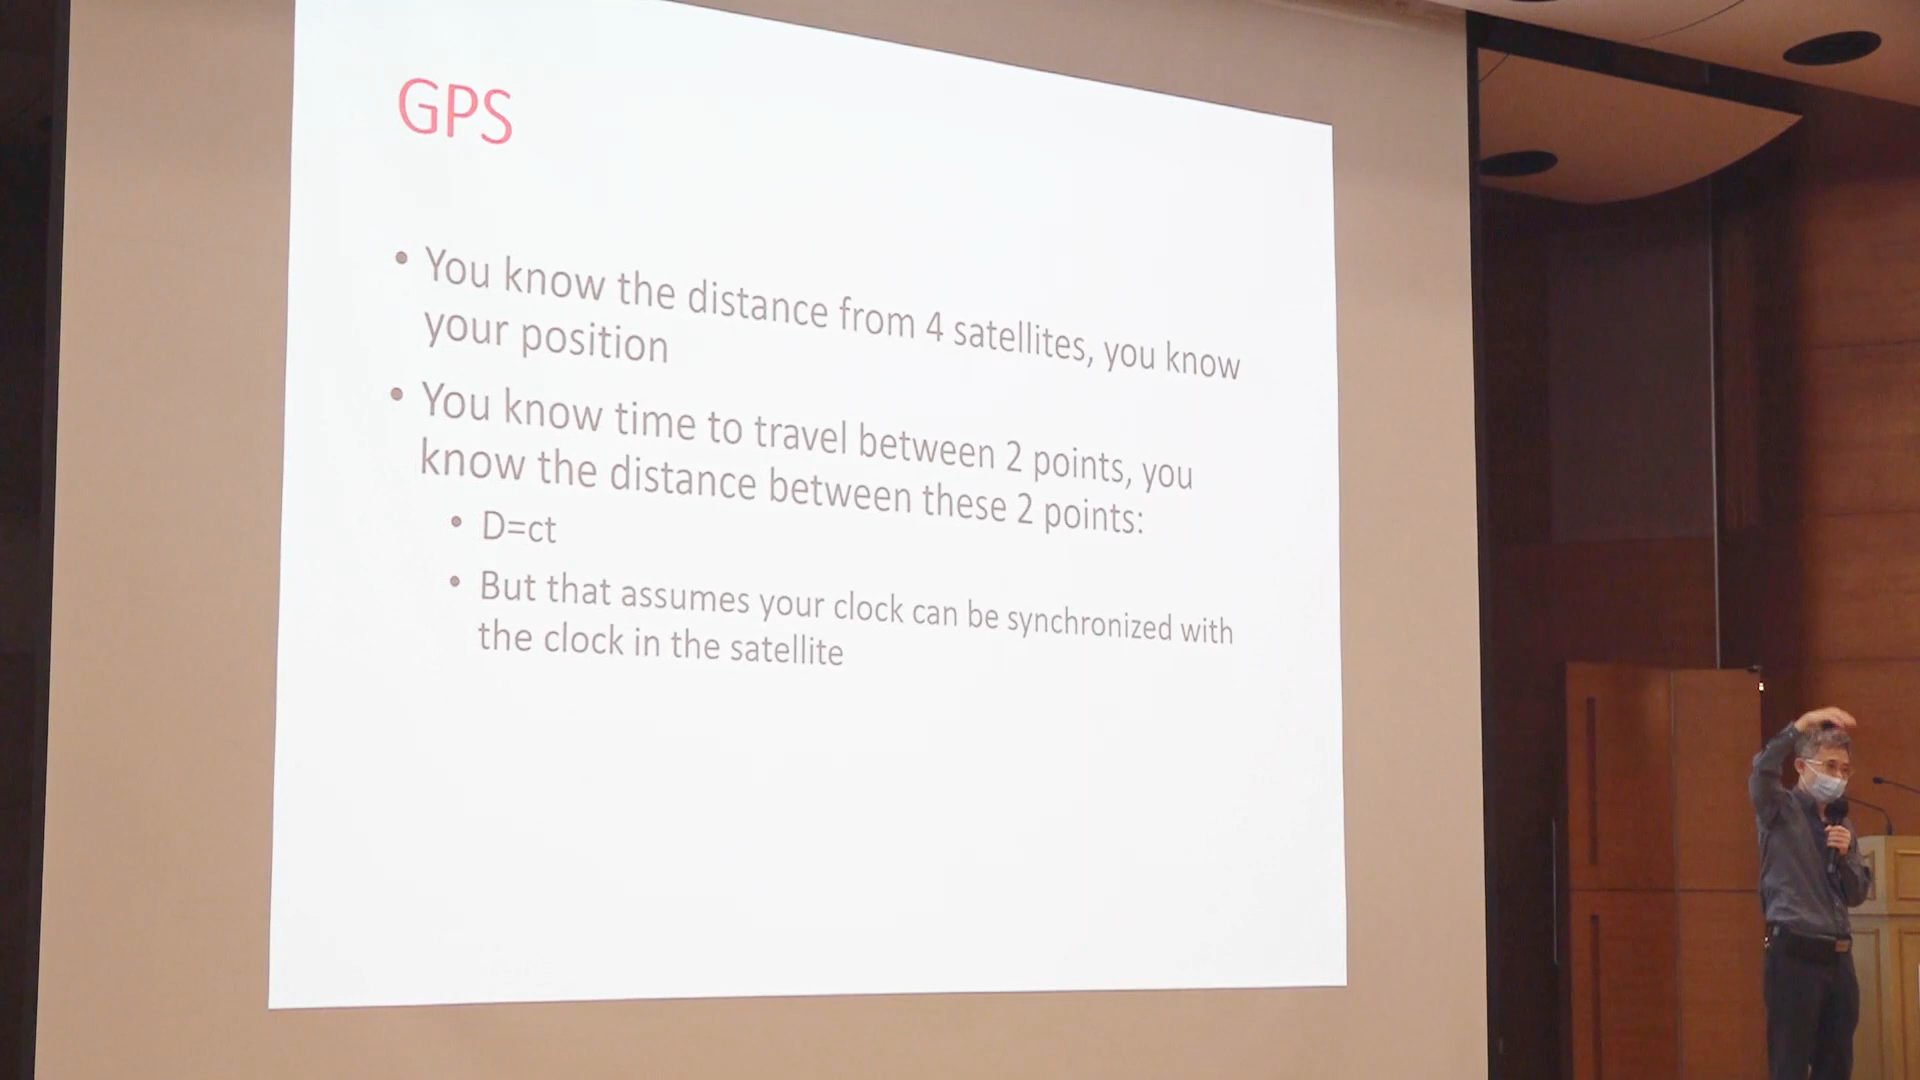 GPS
• You know the distance from 4 satellites, you know
your position
• You know time to travel between 2 points, you
know the distance between these 2 points:
• D=ct
• But that assumes your clock can be synchronized with
the clock in the satellite